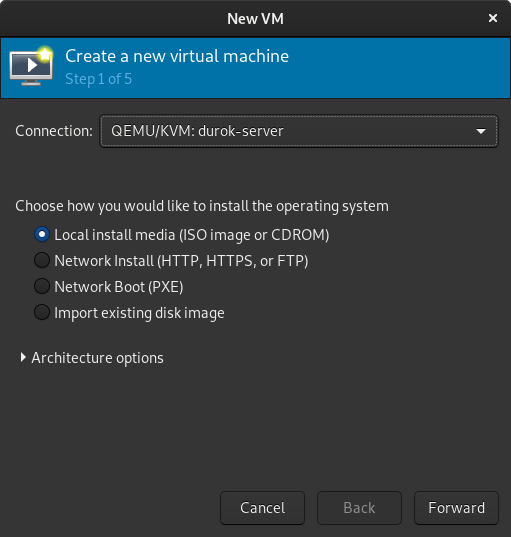 New VM
Create a new virtual machine
Step 1 of 5
Connection: QEMU/KVM: durok-server
Choose how you would like to install the operating system
Local install media (ISO image or CDROM)
Network Install (HTTP, HTTPS, or FTP)
Network Boot (PXE)
Import existing disk image
Architecture options
Cancel Back Forward